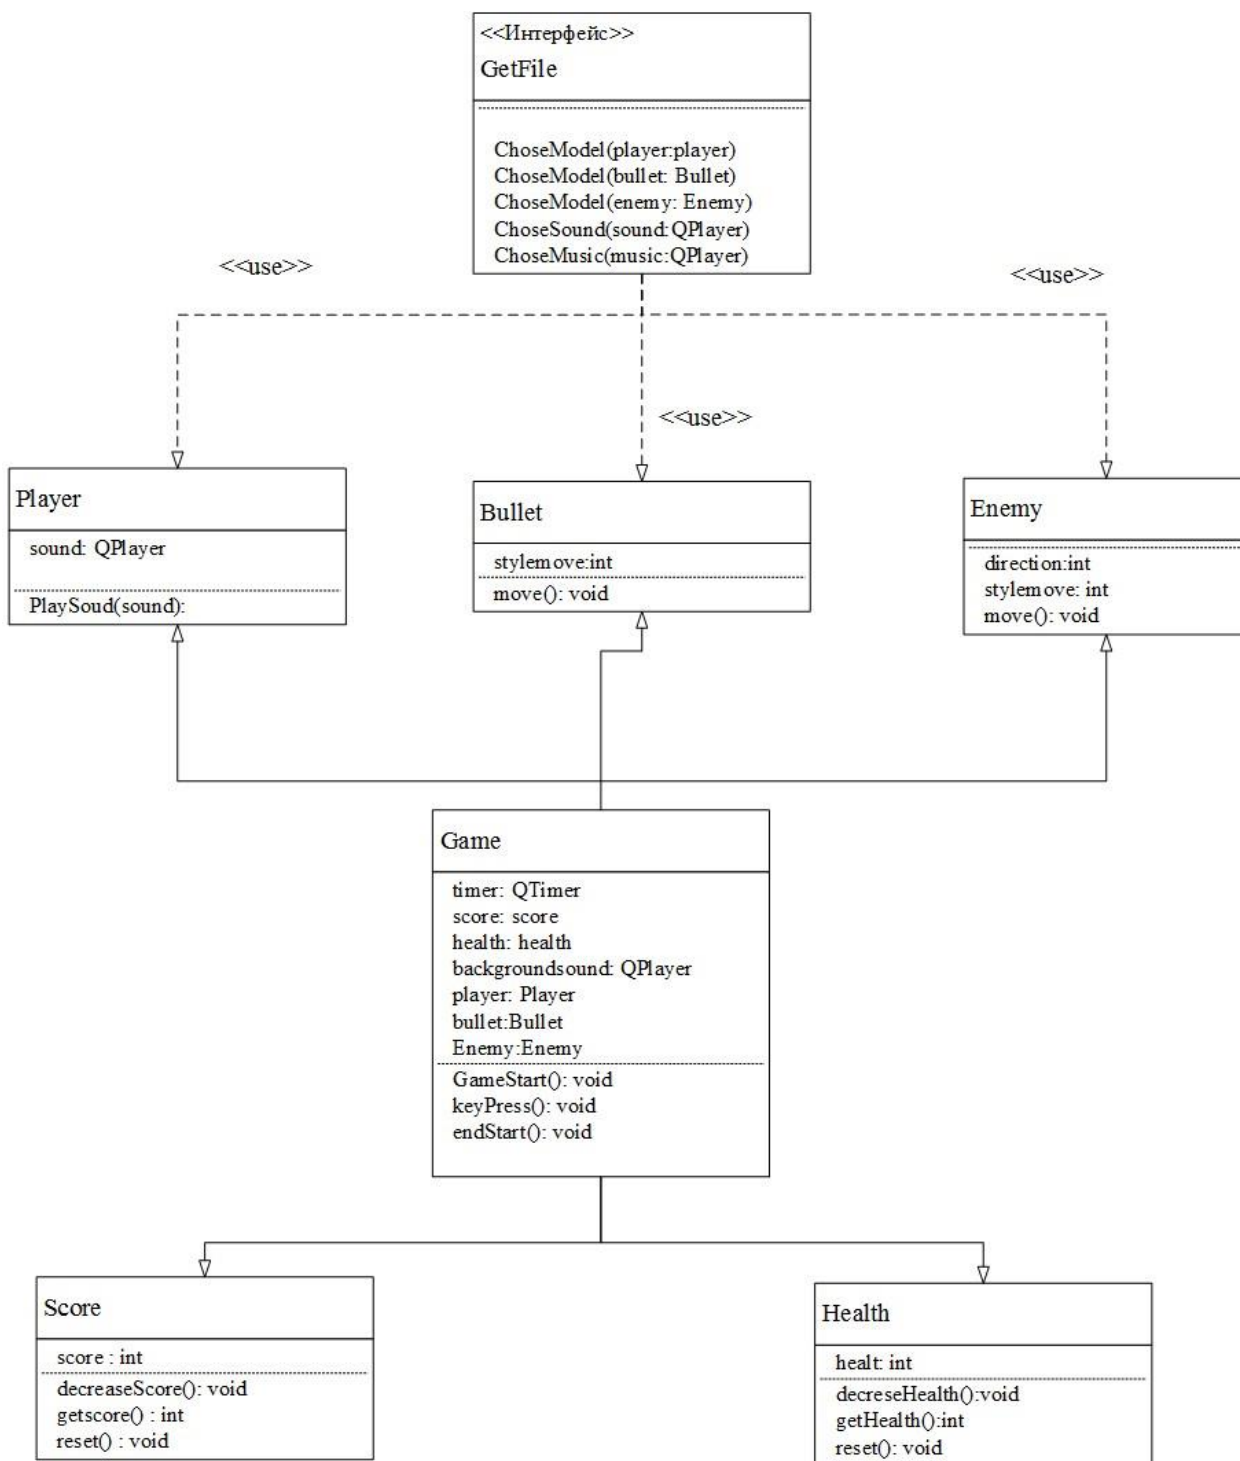 <<Интерфейс>>
GetFile
ChoseModel(player:player)
ChoseModel(bullet: Bullet)
ChoseModel(enemy: Enemy)
ChoseSound(sound:QPlayer)
ChoseMusic(music:QPlayer)
<<use>>
<<use>>
<<use>>
Player
sound: QPlayer
PlaySoud(sound):
Bullet
stylemove:int
move(): void
Enemy
direction:int
stylemove: int
move(): void
Game
timer: QTimer
score: score
health: health
backgroundsound: QPlayer
player: Player
bullet:Bullet
Enemy:Enemy
GameStart(): void
keyPress(): void
endStart(): void
Score
score : int
decreaseScore(): void
getscore() : int
reset() : void
Health
healt: int
decreseHealth():void
getHealth():int
reset(): void